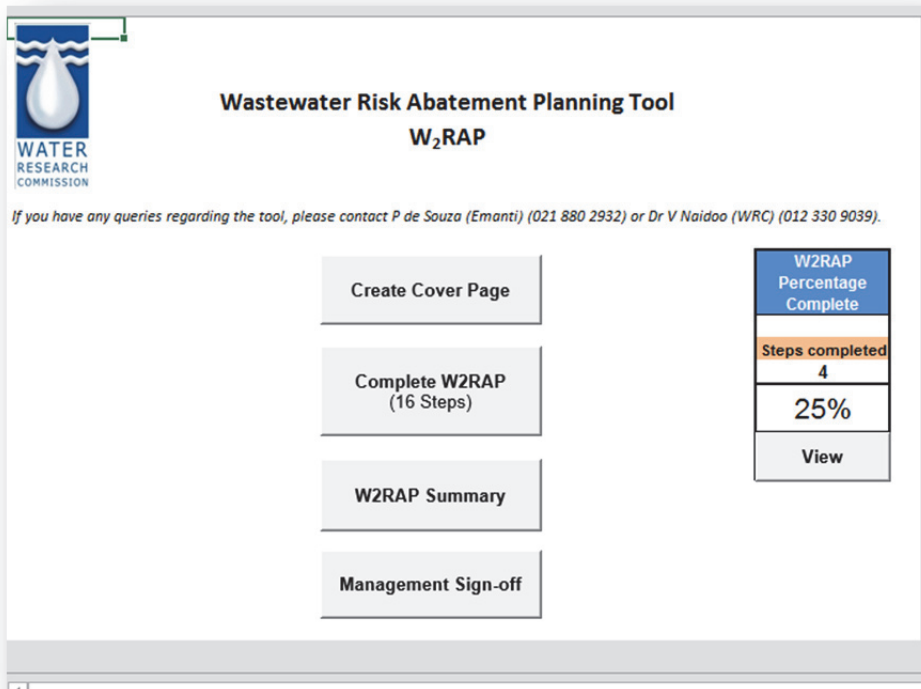 WATER
RESEARCH
COMMISSION
Wastewater Risk Abatement Planning Tool
W₂RAP
If you have any queries regarding the tool, please contact P de Souza (Emanti) (021 880 2932) or Dr V Naidoo (WRC) (012 330 9039).
Create Cover Page
Complete W2RAP
(16 Steps)
W2RAP Summary
Management Sign-off
W2RAP
Percentage
Complete
Steps completed
4
25%
View